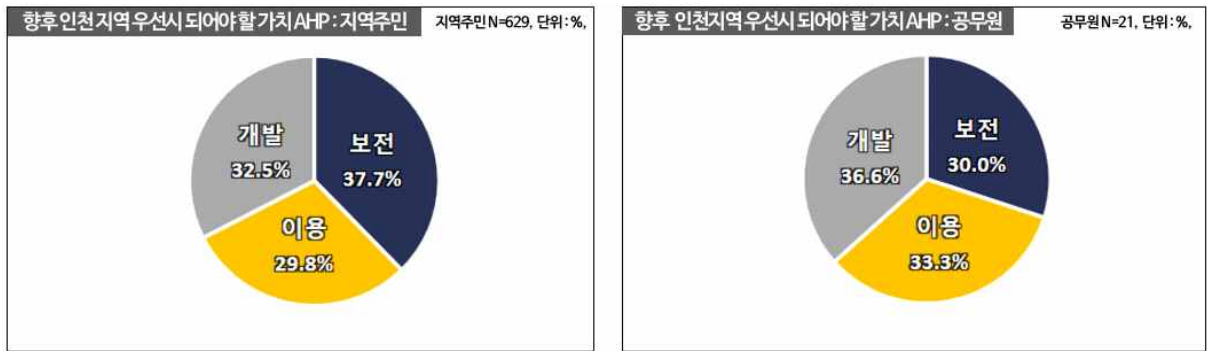 향후 인천지역 우선시 되어야 할 가치 AHP : 지역주민
지역주민 N=629, 단위 : %,
개발
32.5%
보전
37.7%
이용
29.8%
향후 인천지역 우선시 되어야 할 가치 AHP : 공무원
공무원 N=21, 단위 : %,
개발
36.6%
보전
30.0%
이용
33.3%